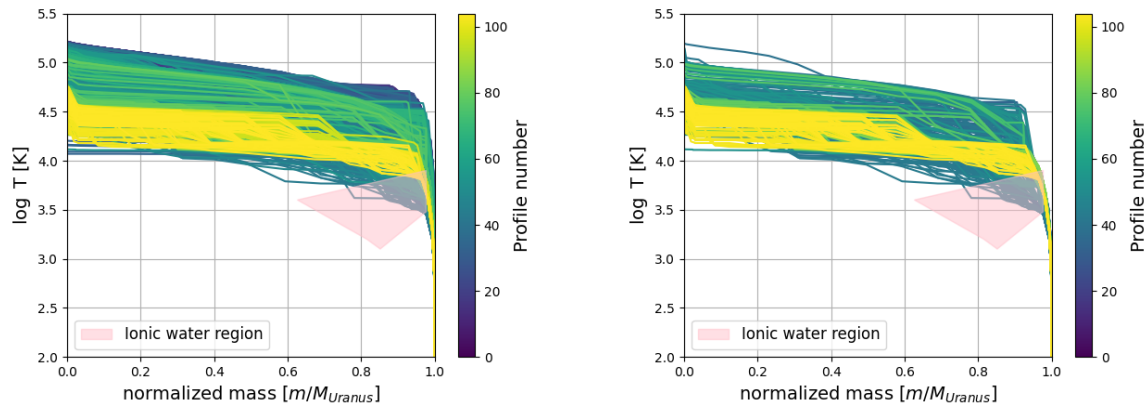 5.5
5.0
4.5
4.0
3.5
3.0
2.5
2.0
log T [K]
0.0 0.2 0.4 0.6 0.8 1.0
normalized mass [m/M_Uranus]
Ionic water region
100
80
60
40
20
0
Profile number
5.5
5.0
4.5
4.0
3.5
3.0
2.5
2.0
log T [K]
0.0 0.2 0.4 0.6 0.8 1.0
normalized mass [m/M_Uranus]
Ionic water region
100
80
60
40
20
0
Profile number